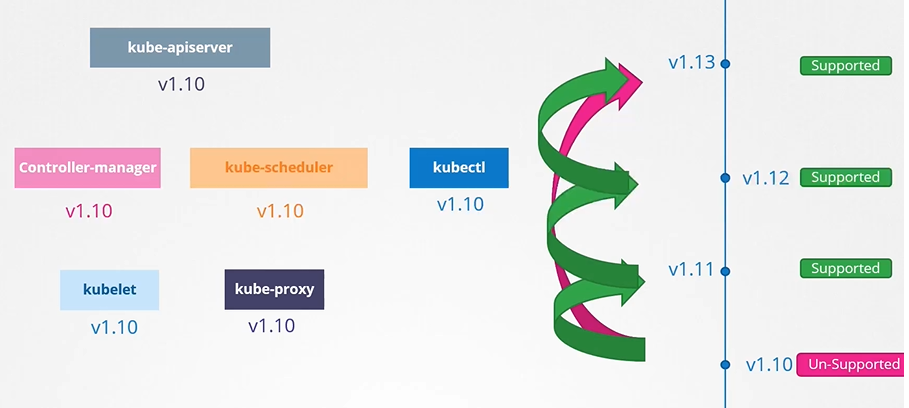 kube-apiserver
v1.10
Controller-manager
v1.10
kube-scheduler
v1.10
kubectl
v1.10
kubelet
v1.10
kube-proxy
v1.10
v1.13
Supported
v1.12
Supported
v1.11
Supported
v1.10
Un-Supported